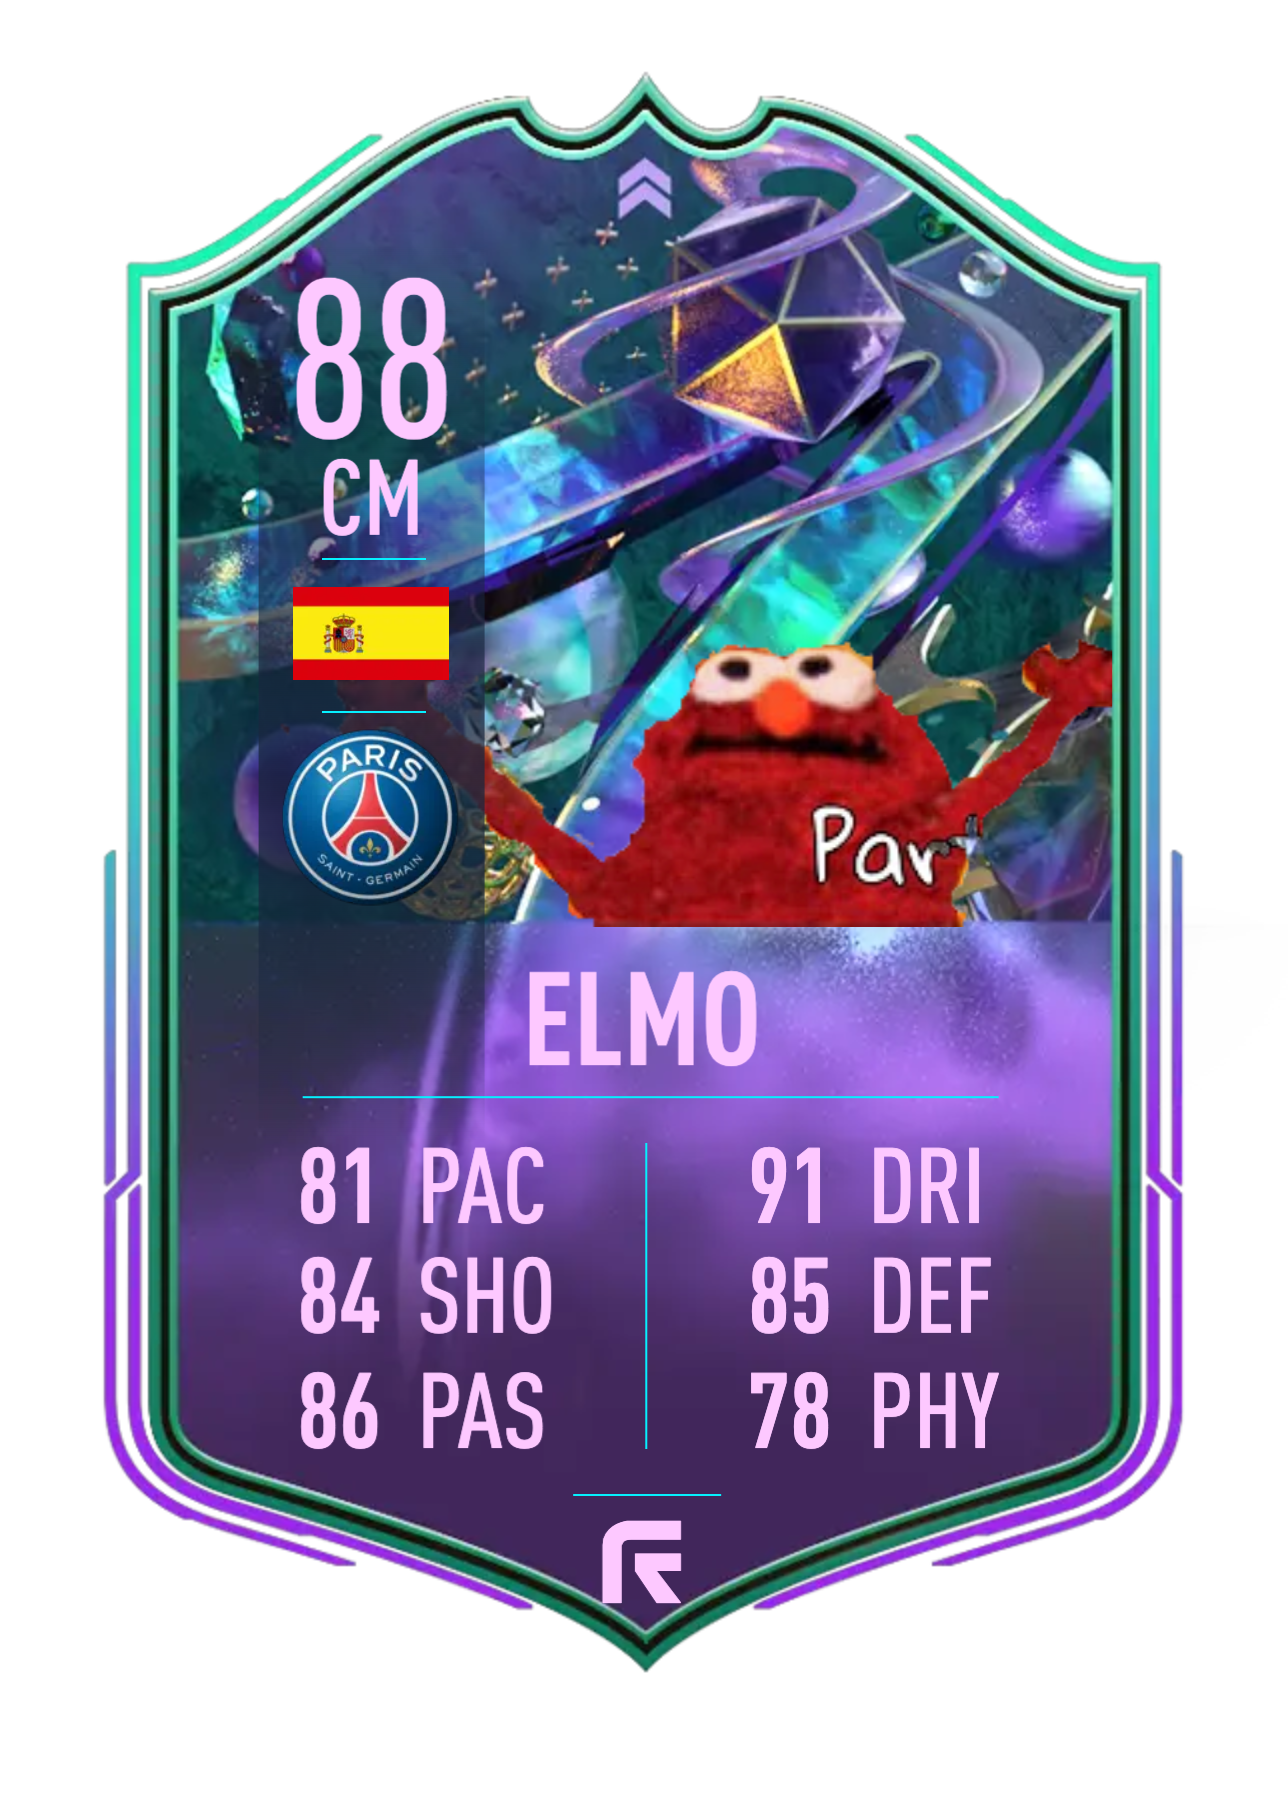 88
CM
PARIS
SAINT - GERMAIN
Par
ELMO
81 PAC
84 SHO
86 PAS
91 DRI
85 DEF
78 PHY